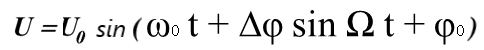 U = U₀ sin ( ω₀ t + Δφ sin Ω t + φ₀ )